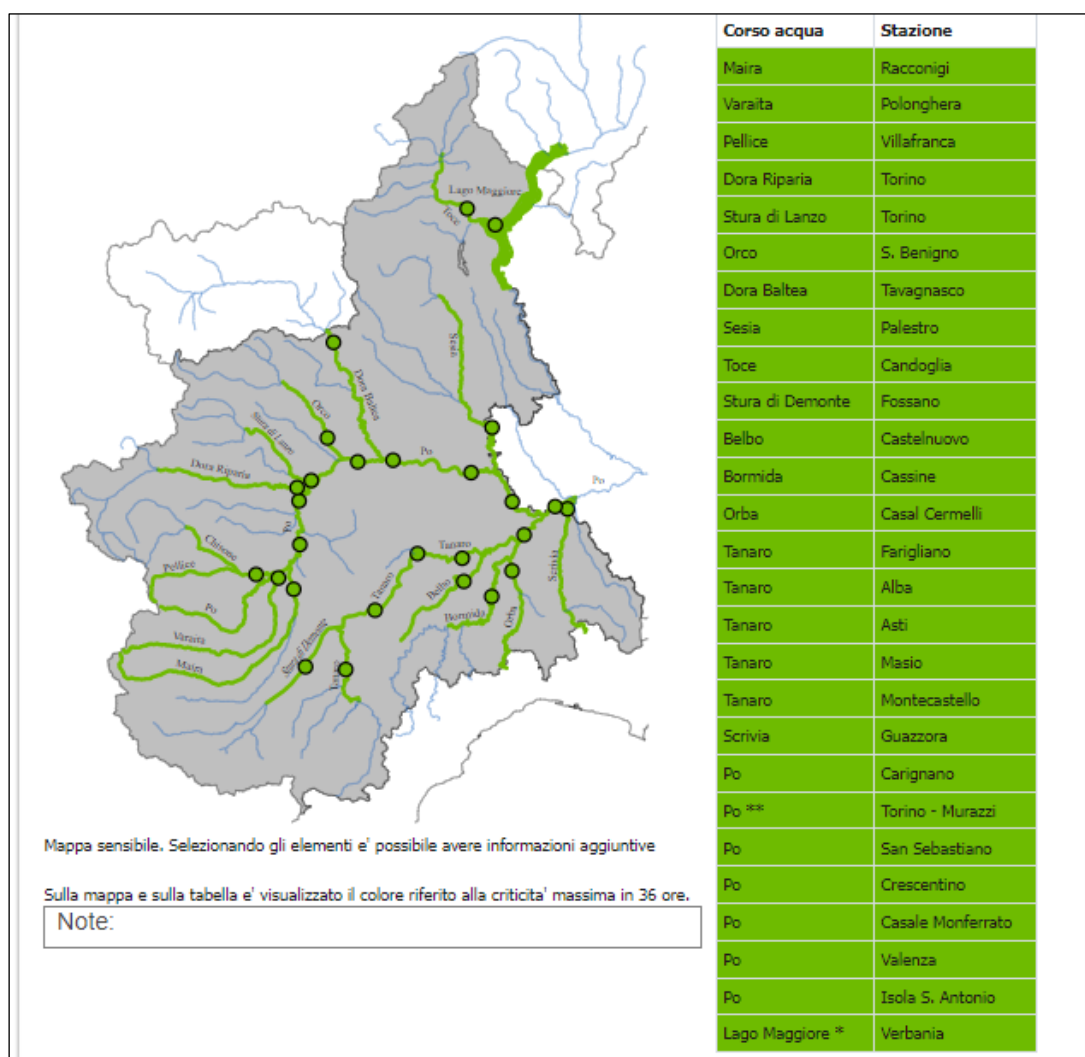 Lago Maggiore
Toce
Sesia
Dora Baltea
Orco
Stura di Lanzo
Po
Dora Riparia
Po
Po
Chisone
Pellice
Po
Varaita
Maira
Tanaro
Tanaro
Belbo
Bormida
Orba
Scrivia
Stura di Demonte
Tanaro
Mappa sensibile. Selezionando gli elementi e' possibile avere informazioni aggiuntive
Sulla mappa e sulla tabella e' visualizzato il colore riferito alla criticita' massima in 36 ore.
Note:
Corso acqua Stazione
Maira Racconigi
Varaita Polonghera
Pellice Villafranca
Dora Riparia Torino
Stura di Lanzo Torino
Orco S. Benigno
Dora Baltea Tavagnasco
Sesia Palestro
Toce Candoglia
Stura di Demonte Fossano
Belbo Castelnuovo
Bormida Cassine
Orba Casal Cermelli
Tanaro Farigliano
Tanaro Alba
Tanaro Asti
Tanaro Masio
Tanaro Montecastello
Scrivia Guazzora
Po Carignano
Po ** Torino - Murazzi
Po San Sebastiano
Po Crescentino
Po Casale Monferrato
Po Valenza
Po Isola S. Antonio
Lago Maggiore * Verbania